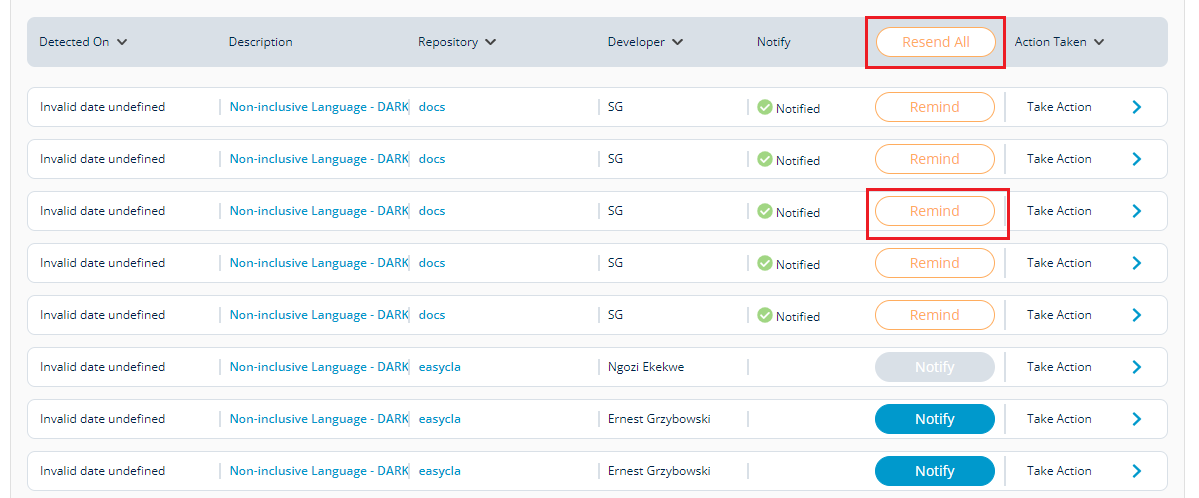 Detected On Description Repository Developer Notify Resend All Action Taken
Invalid date undefined Non-inclusive Language - DARK docs SG Notified Remind Take Action
Invalid date undefined Non-inclusive Language - DARK docs SG Notified Remind Take Action
Invalid date undefined Non-inclusive Language - DARK docs SG Notified Remind Take Action
Invalid date undefined Non-inclusive Language - DARK docs SG Notified Remind Take Action
Invalid date undefined Non-inclusive Language - DARK docs SG Notified Remind Take Action
Invalid date undefined Non-inclusive Language - DARK easycla Ngozi Ekekwe Notify Take Action
Invalid date undefined Non-inclusive Language - DARK easycla Ernest Grzybowski Notify Take Action
Invalid date undefined Non-inclusive Language - DARK easycla Ernest Grzybowski Notify Take Action